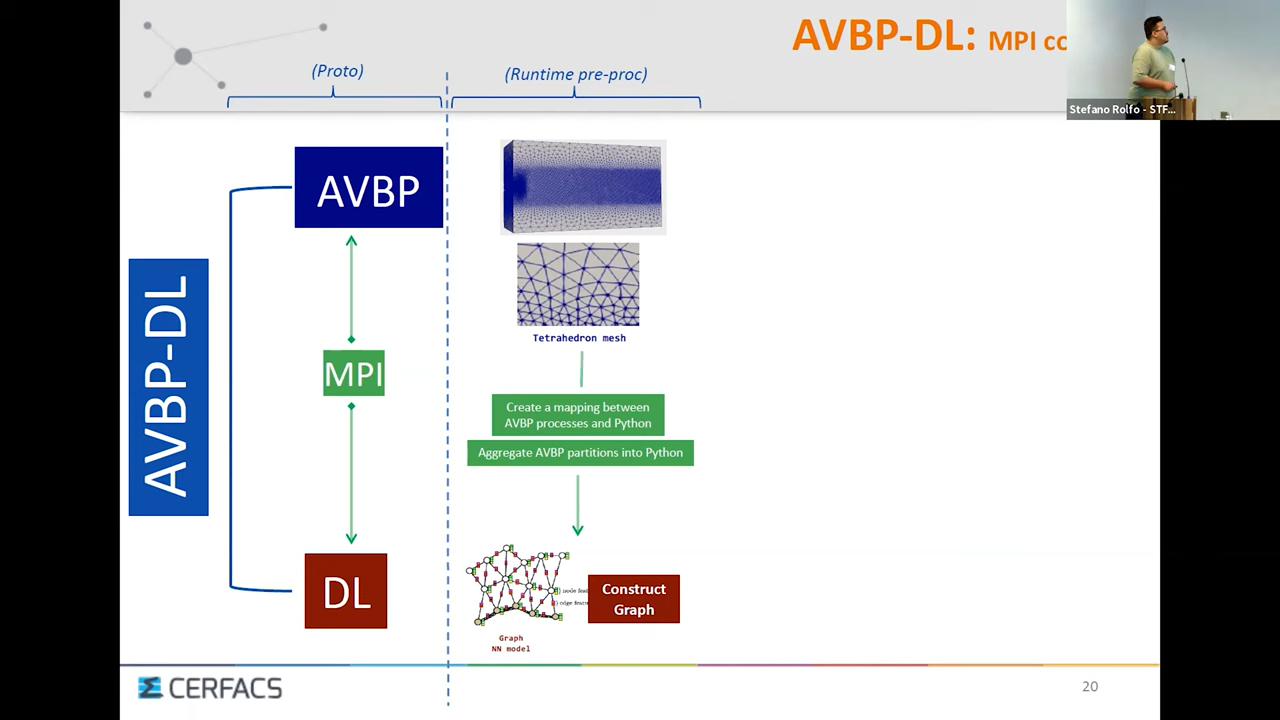 AVBP-DL: MPI
Stefano Rolfo - STF...
(Proto)
(Runtime pre-proc)
AVBP
AVBP-DL
MPI
DL
Tetrahedron mesh
Create a mapping between
AVBP processes and Python
Aggregate AVBP partitions into Python
Construct
Graph
Graph
NN model
CERFACS
20